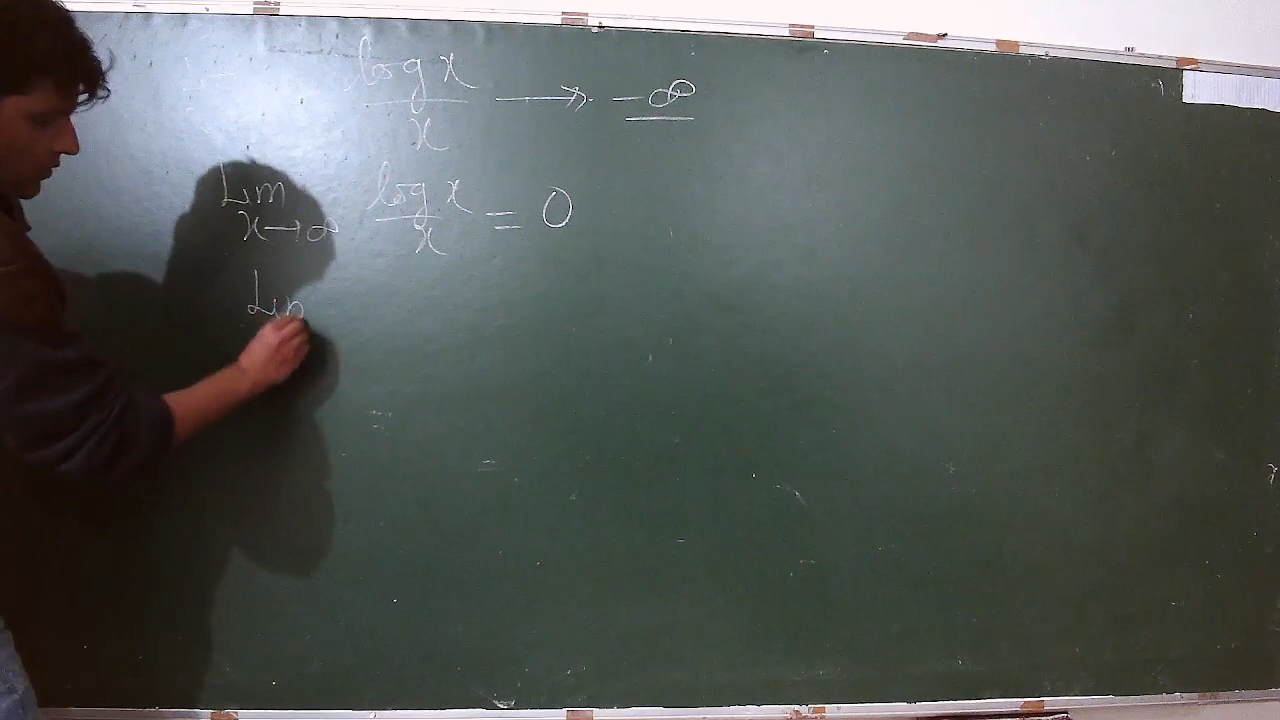 log x / x → -∞
Lim x→∞ log x / x = 0
Lim